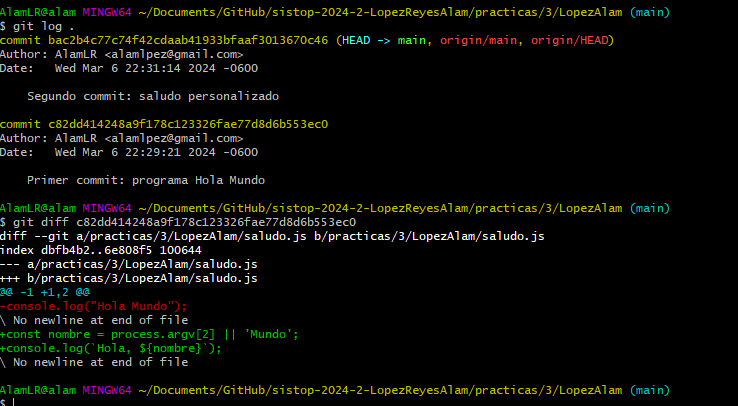 AlamLR@alam MINGW64 ~/Documents/GitHub/sistop-2024-2-LopezReyesAlam/practicas/3/LopezAlam (main)
$ git log .
commit bac2b4c77c74f42cdaab41933bfaaf3013670c46 (HEAD -> main, origin/main, origin/HEAD)
Author: AlamLR <alamlpez@gmail.com>
Date:   Wed Mar 6 22:31:14 2024 -0600

    Segundo commit: saludo personalizado

commit c82dd414248a9f178c123326fae77d8d6b553ec0
Author: AlamLR <alamlpez@gmail.com>
Date:   Wed Mar 6 22:29:21 2024 -0600

    Primer commit: programa Hola Mundo

AlamLR@alam MINGW64 ~/Documents/GitHub/sistop-2024-2-LopezReyesAlam/practicas/3/LopezAlam (main)
$ git diff c82dd414248a9f178c123326fae77d8d6b553ec0
diff --git a/practicas/3/LopezAlam/saludo.js b/practicas/3/LopezAlam/saludo.js
index dbfb4b2..6e808f5 100644
--- a/practicas/3/LopezAlam/saludo.js
+++ b/practicas/3/LopezAlam/saludo.js
@@ -1 +1,2 @@
-console.log("Hola Mundo");
\ No newline at end of file
+const nombre = process.argv[2] || 'Mundo';
+console.log(`Hola, ${nombre}`);
\ No newline at end of file

AlamLR@alam MINGW64 ~/Documents/GitHub/sistop-2024-2-LopezReyesAlam/practicas/3/LopezAlam (main)
$